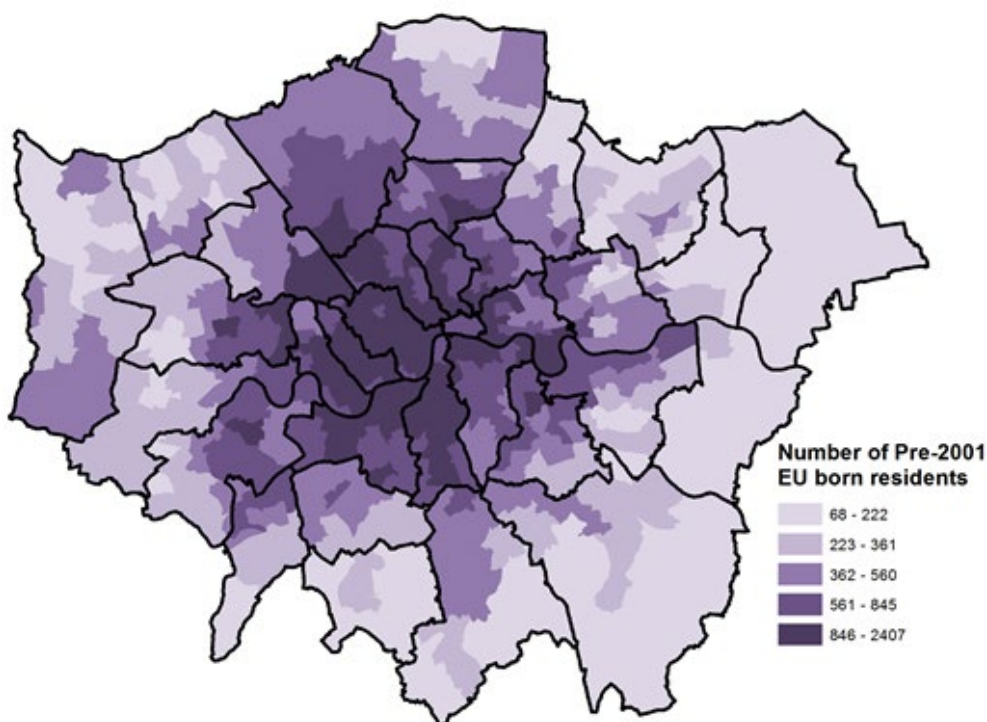 Number of Pre-2001
EU born residents
68 - 222
223 - 361
362 - 560
561 - 845
846 - 2407